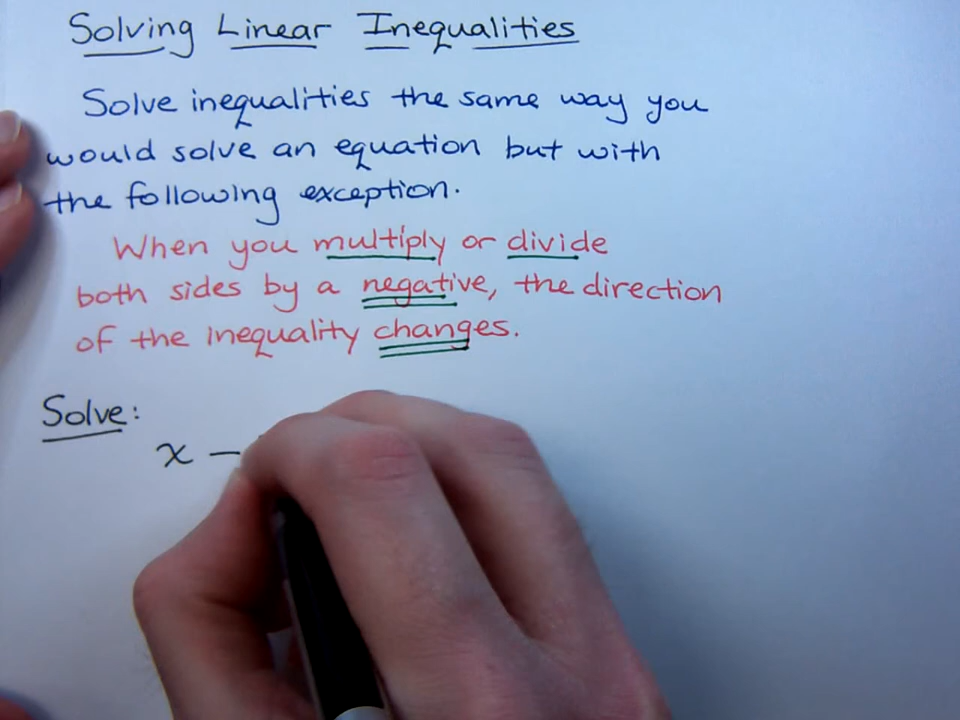 Solving Linear Inequalities
Solve inequalities the same way you
would solve an equation but with
the following exception.
When you multiply or divide
both sides by a negative, the direction
of the inequality changes.
Solve:
x −